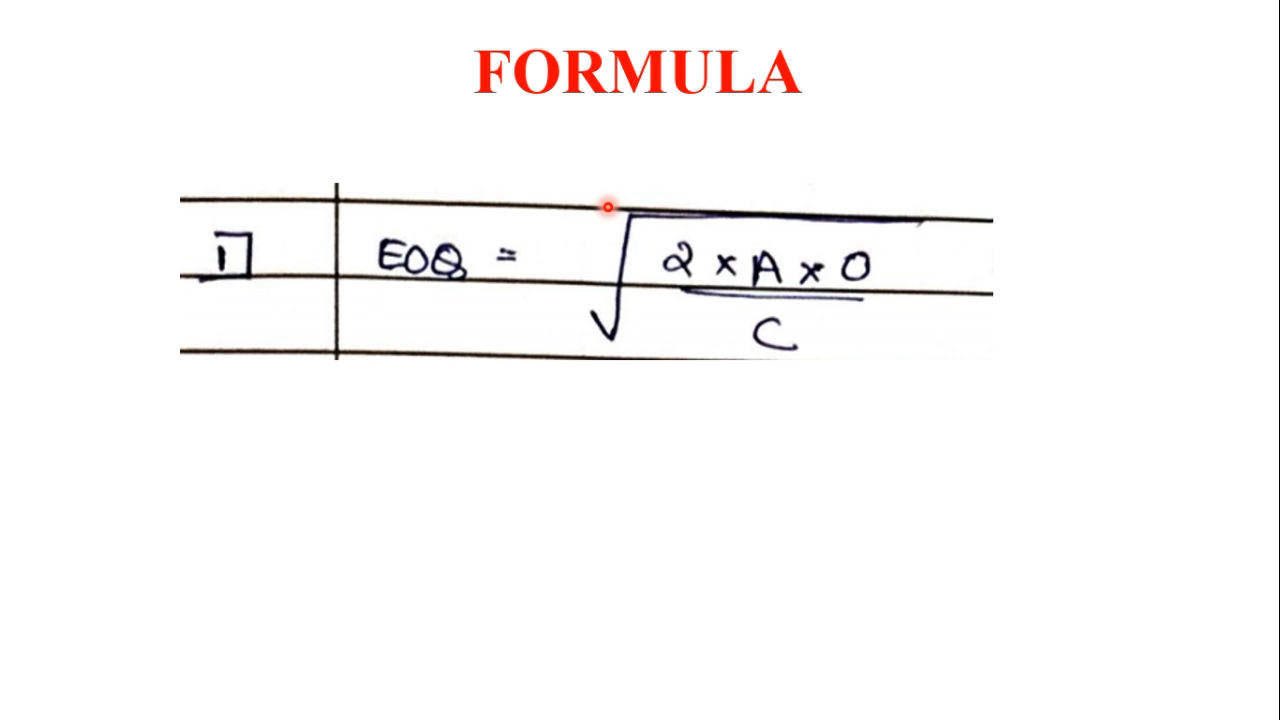 FORMULA
1 EOQ = √ 2 × A × O
C